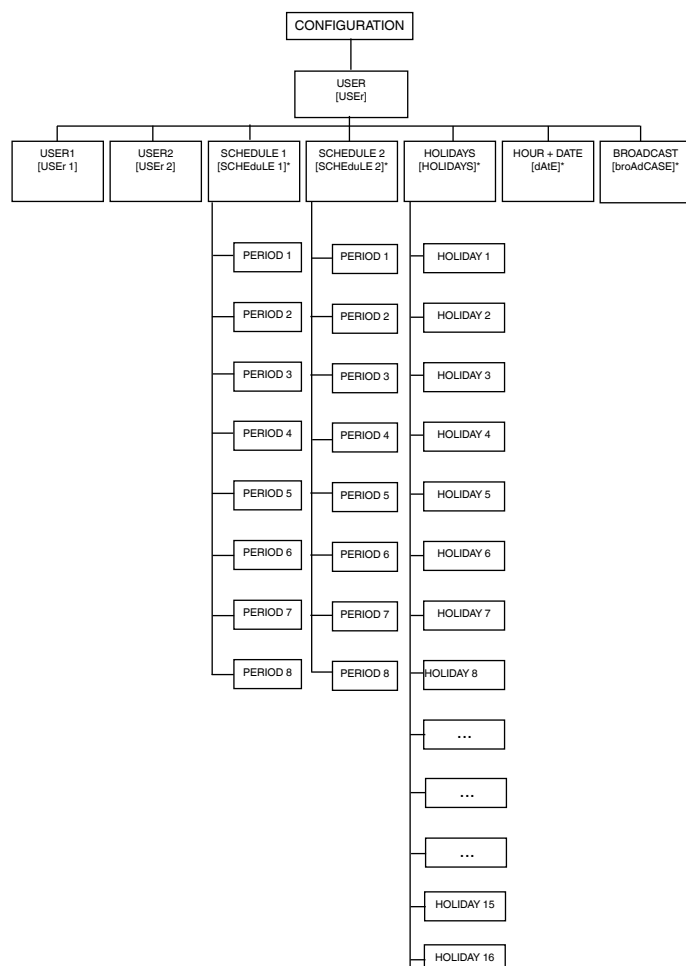 CONFIGURATION
USER
[USEr]
USER1
[USEr 1]
USER2
[USEr 2]
SCHEDULE 1
[SCHEduLE 1]*
SCHEDULE 2
[SCHEduLE 2]*
HOLIDAYS
[HOLIDAYS]*
HOUR + DATE
[dAtE]*
BROADCAST
[broAdCASE]*
PERIOD 1
PERIOD 2
PERIOD 3
PERIOD 4
PERIOD 5
PERIOD 6
PERIOD 7
PERIOD 8
PERIOD 1
PERIOD 2
PERIOD 3
PERIOD 4
PERIOD 5
PERIOD 6
PERIOD 7
PERIOD 8
HOLIDAY 1
HOLIDAY 2
HOLIDAY 3
HOLIDAY 4
HOLIDAY 5
HOLIDAY 6
HOLIDAY 7
HOLIDAY 8
...
...
...
HOLIDAY 15
HOLIDAY 16